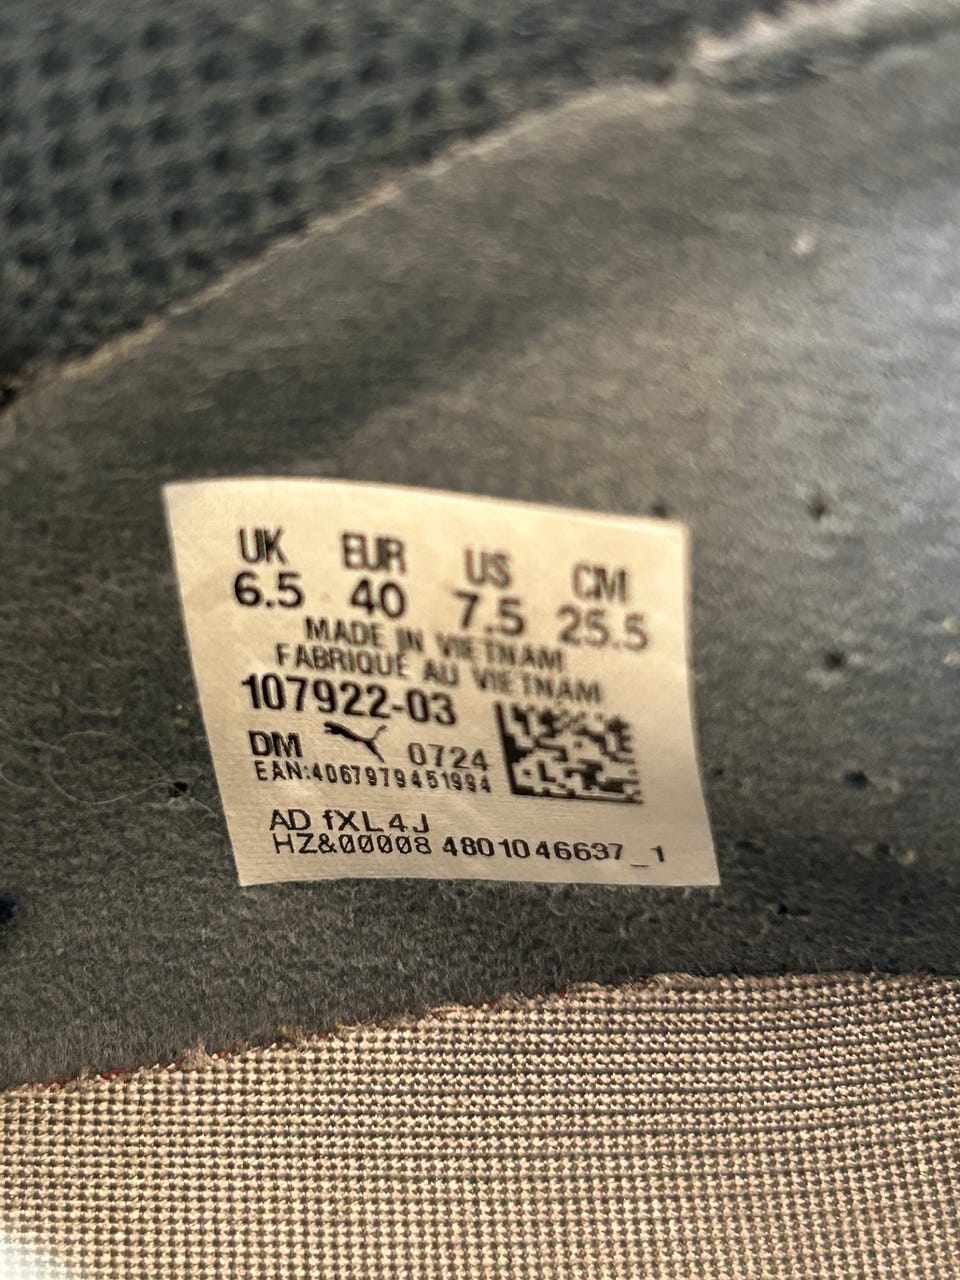 UK EUR US CM
6.5 40 7.5 25.5
MADE IN VIETNAM
FABRIQUÉ AU VIETNAM
107922-03
DM 0724
EAN:4067979451994
AD fXL4J
HZ&00008 4801046637_1